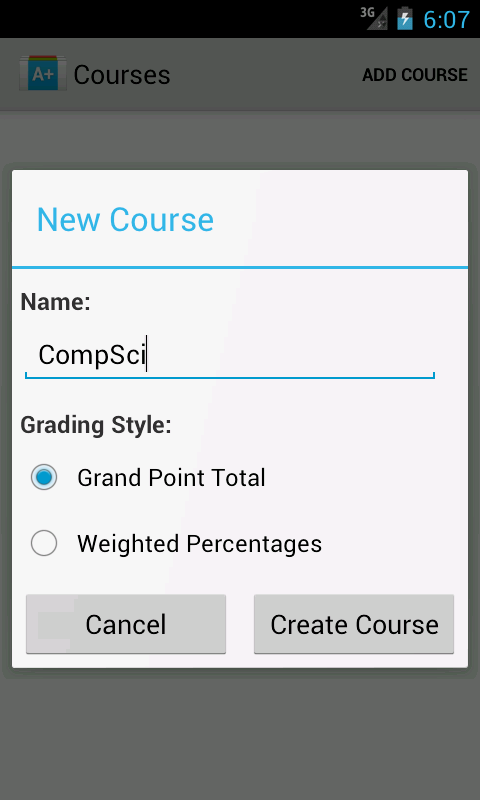 3G 6:07
A+ Courses ADD COURSE
New Course
Name:
CompSci
Grading Style:
Grand Point Total
Weighted Percentages
Cancel Create Course